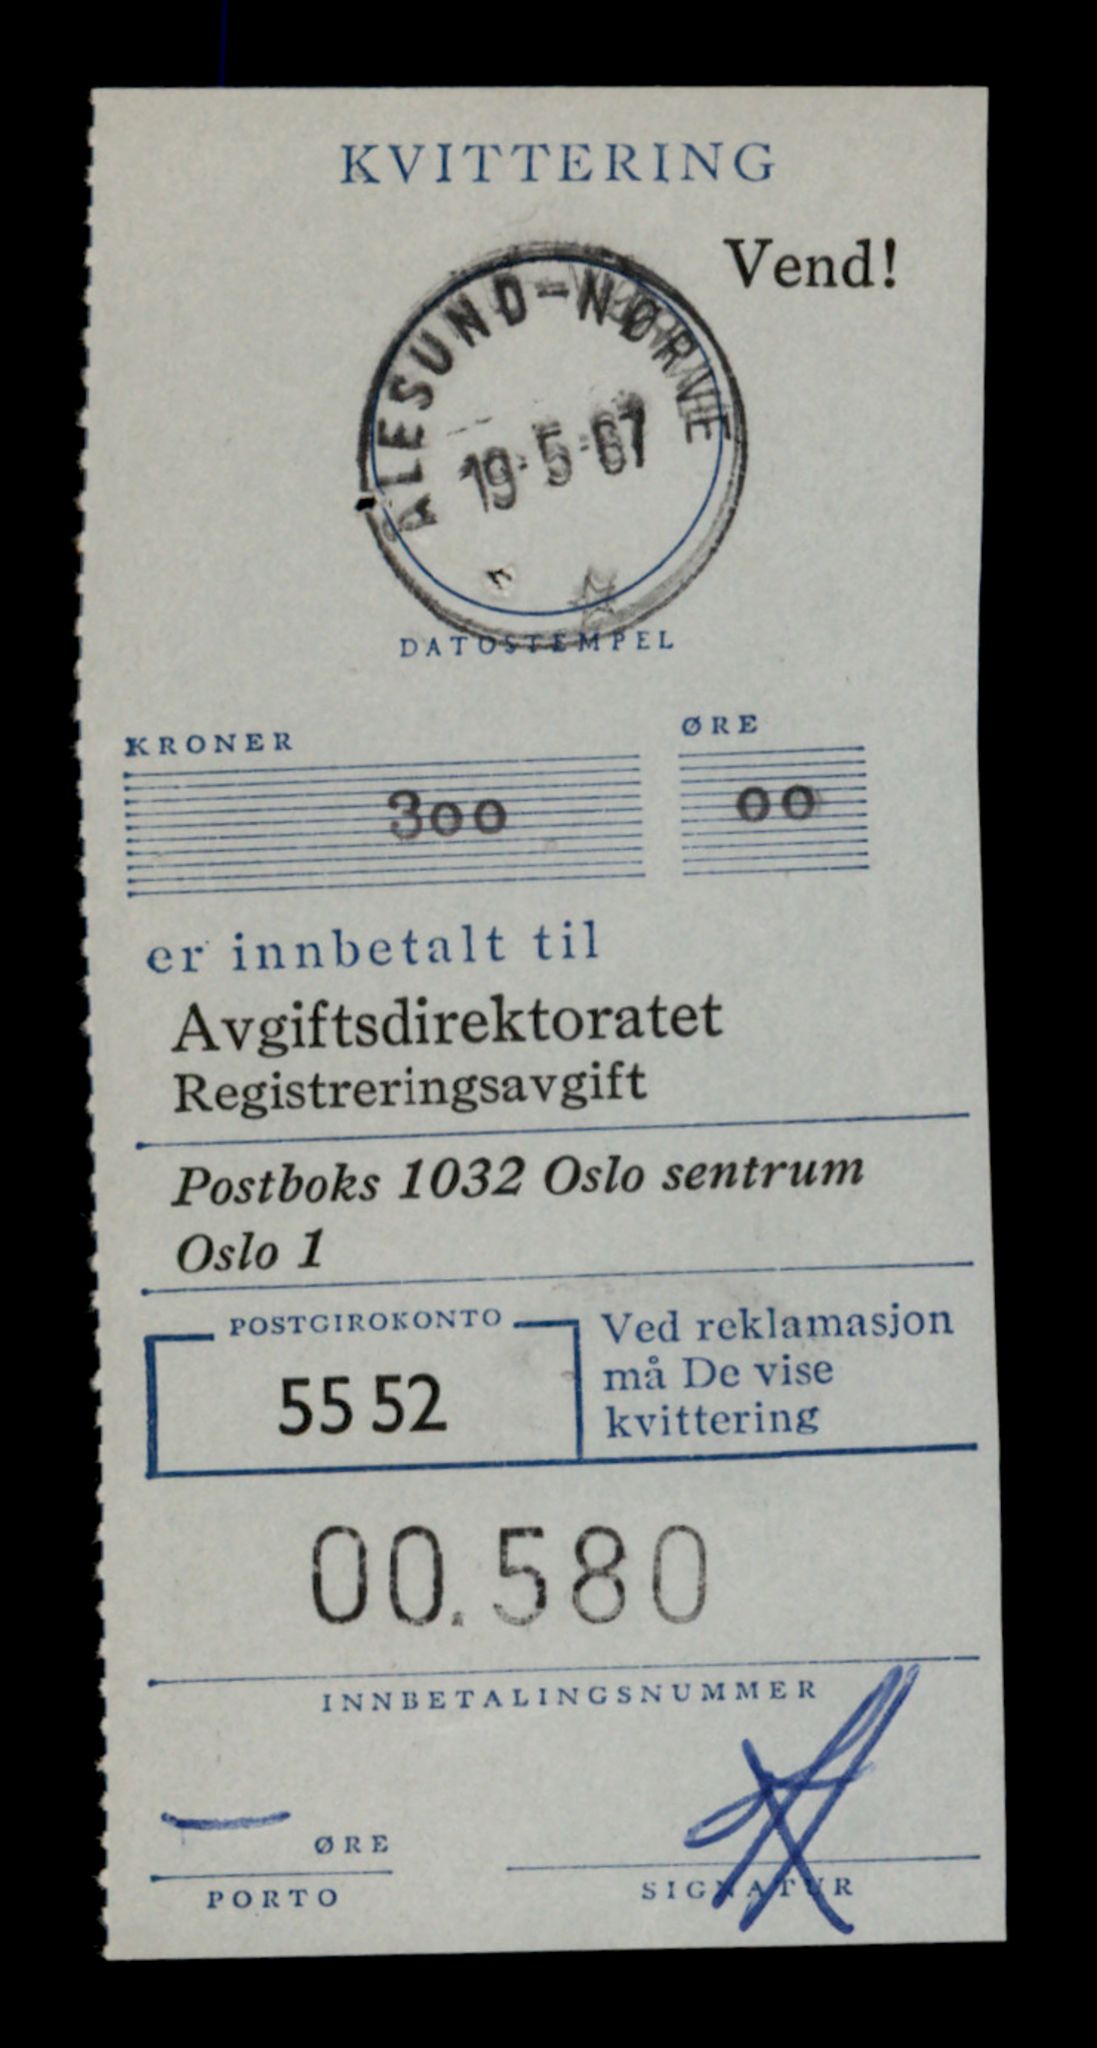 KVITTERING
Vend!
ÅLESUND-NØRVE
19·5·67
DATOSTEMPEL
KRONER
ØRE
300
00
er innbetalt til
Avgiftsdirektoratet
Registreringsavgift
Postboks 1032 Oslo sentrum
Oslo 1
POSTGIROKONTO
55 52
Ved reklamasjon
må De vise
kvittering
00.580
INNBETALINGSNUMMER
ØRE
PORTO
SIGNATUR